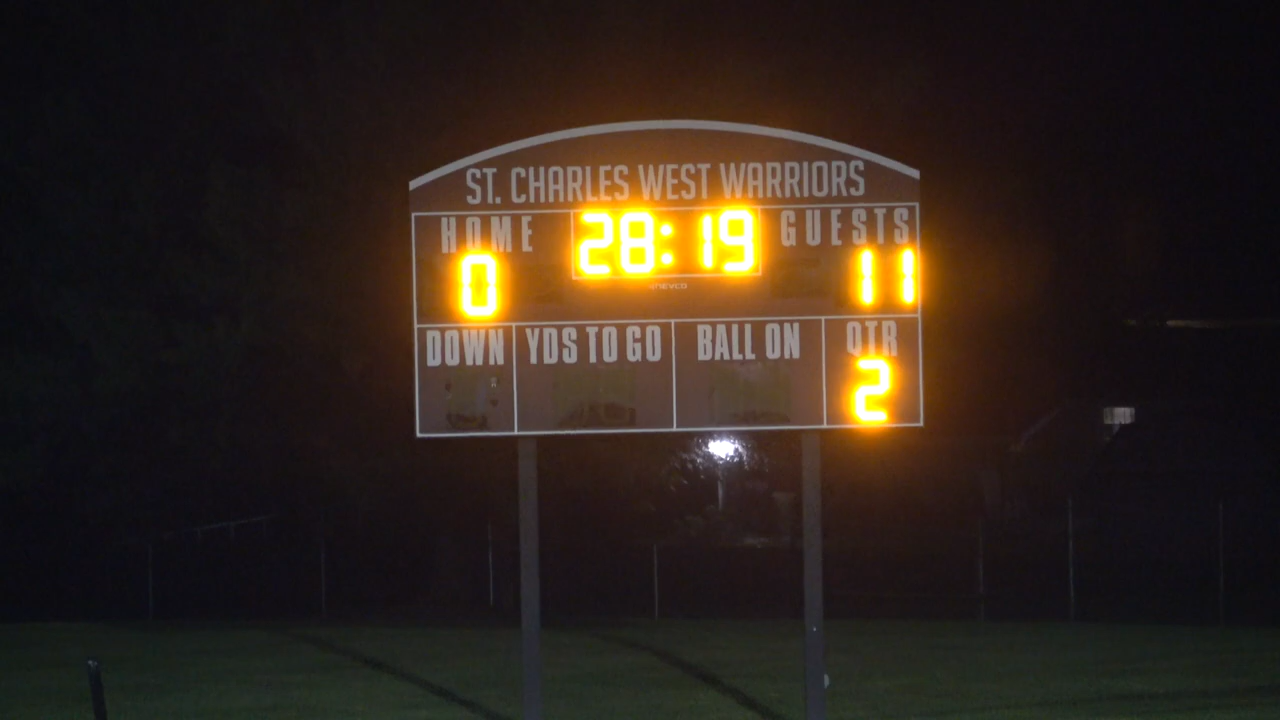 ST. CHARLES WEST WARRIORS
HOME 28:19 GUESTS
0 11
NEVCO
DOWN YDS TO GO BALL ON QTR
2